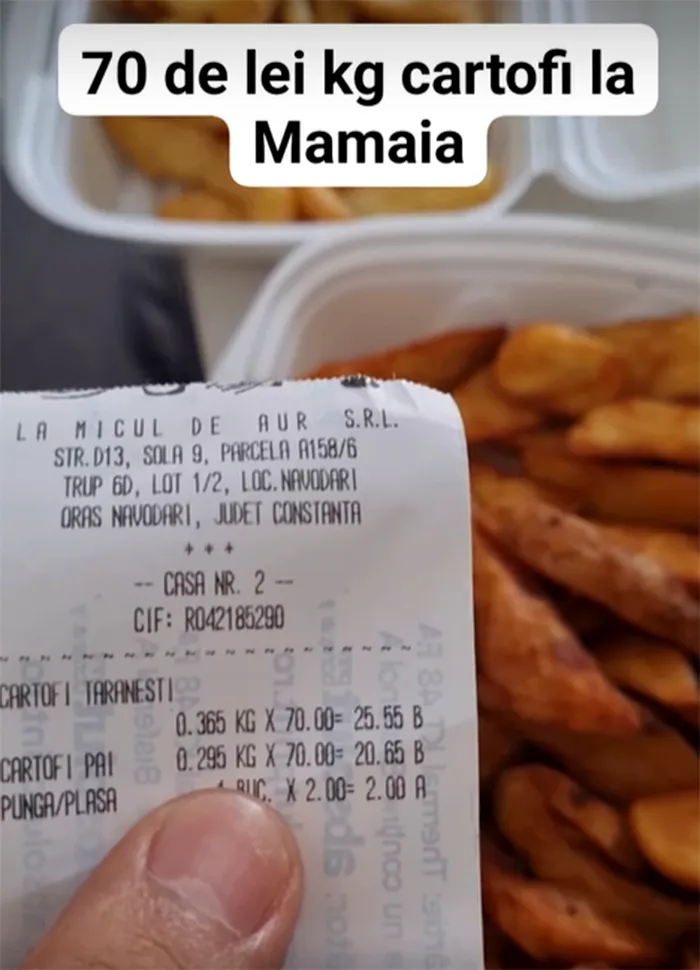 70 de lei kg cartofi la
Mamaia
LA MICUL DE AUR S.R.L.
STR.D13, SOLA 9, PARCELA A158/6
TRUP 6D, LOT 1/2, LOC.NAVODARI
ORAS NAVODARI, JUDET CONSTANTA
+ + +
-- CASA NR. 2 --
CIF: RO42185290
CARTOFI TARANESTI
0.365 KG X 70.00= 25.55 B
CARTOFI PAI 0.295 KG X 70.00= 20.65 B
PUNGA/PLASA 1 BUC. X 2.00= 2.00 A